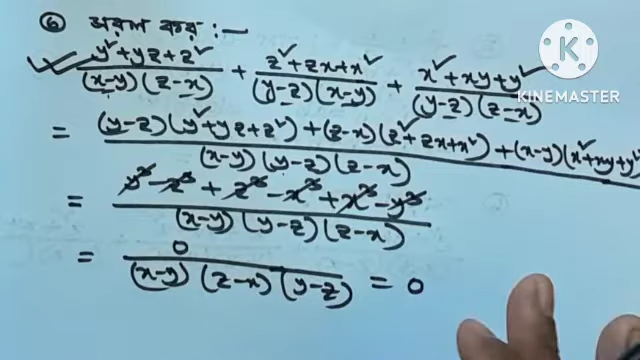 ⑥ সরল কর :—
(y²+yz+z²)/((x-y)(z-x)) + (z²+zx+x²)/((y-z)(x-y)) + (x²+xy+y²)/((y-z)(z-x))
KINEMASTER
= ((y-z)(y²+yz+z²)+(z-x)(z²+zx+x²)+(x-y)(x²+xy+y²))/((x-y)(y-z)(z-x))
= (y³-z³+z³-x³+x³-y³)/((x-y)(y-z)(z-x))
= 0/((x-y)(z-x)(y-z)) = 0